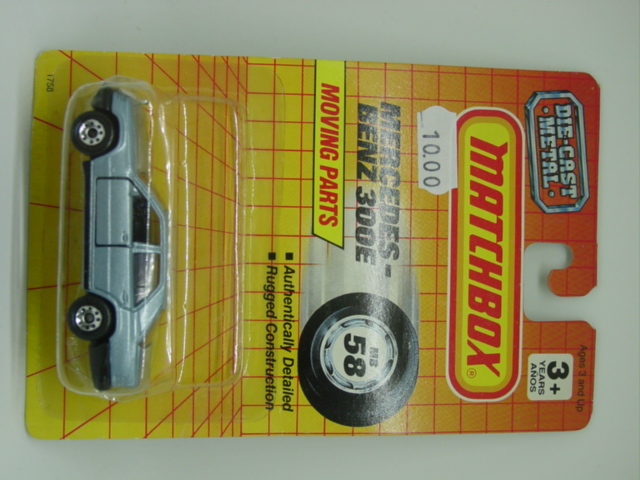 DIE-CAST
METAL
MATCHBOX®
Ages 3 and Up
3+
YEARS
AÑOS
10.00
MERCEDES-
BENZ 300E
MOVING PARTS
MB
58
■ Authentically Detailed
■ Rugged Construction